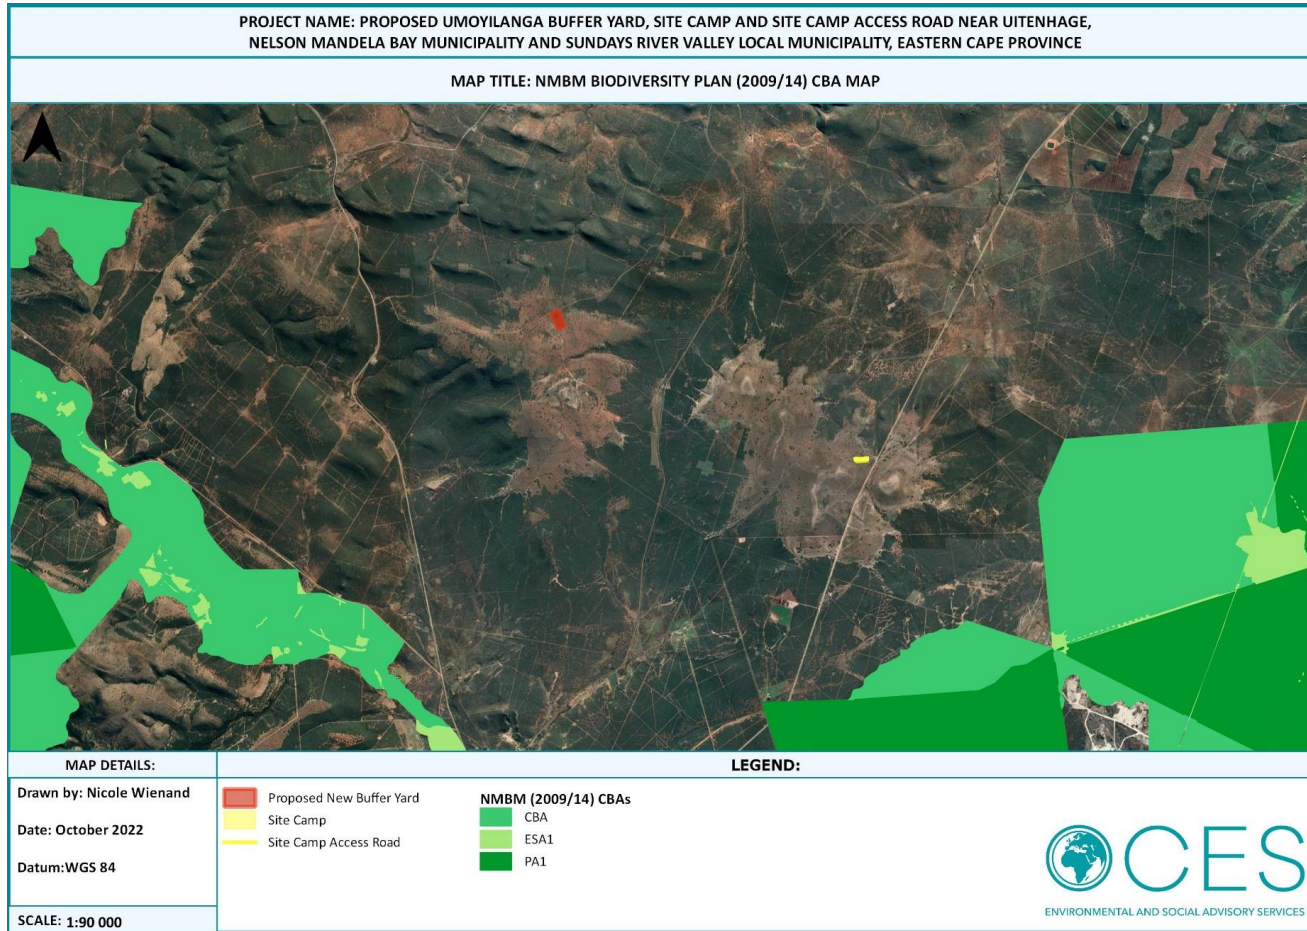 PROJECT NAME: PROPOSED UMOYILANGA BUFFER YARD, SITE CAMP AND SITE CAMP ACCESS ROAD NEAR UITENHAGE,
NELSON MANDELA BAY MUNICIPALITY AND SUNDAYS RIVER VALLEY LOCAL MUNICIPALITY, EASTERN CAPE PROVINCE
MAP TITLE: NMBM BIODIVERSITY PLAN (2009/14) CBA MAP
MAP DETAILS:
Drawn by: Nicole Wienand
Date: October 2022
Datum:WGS 84
SCALE: 1:90 000
LEGEND:
Proposed New Buffer Yard
Site Camp
Site Camp Access Road
NMBM (2009/14) CBAs
CBA
ESA1
PA1
CES
ENVIRONMENTAL AND SOCIAL ADVISORY SERVICES